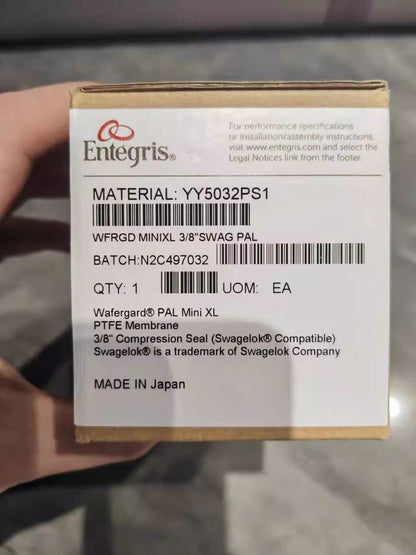 Entegris®
For performance specifications
or installation/assembly instructions,
visit www.entegris.com and select the
Legal Notices link from the footer.
MATERIAL: YY5032PS1
WFRGD MINIXL 3/8"SWAG PAL
BATCH:N2C497032
QTY: 1 UOM: EA
Wafergard® PAL Mini XL
PTFE Membrane
3/8" Compression Seal (Swagelok® Compatible)
Swagelok® is a trademark of Swagelok Company
MADE IN Japan